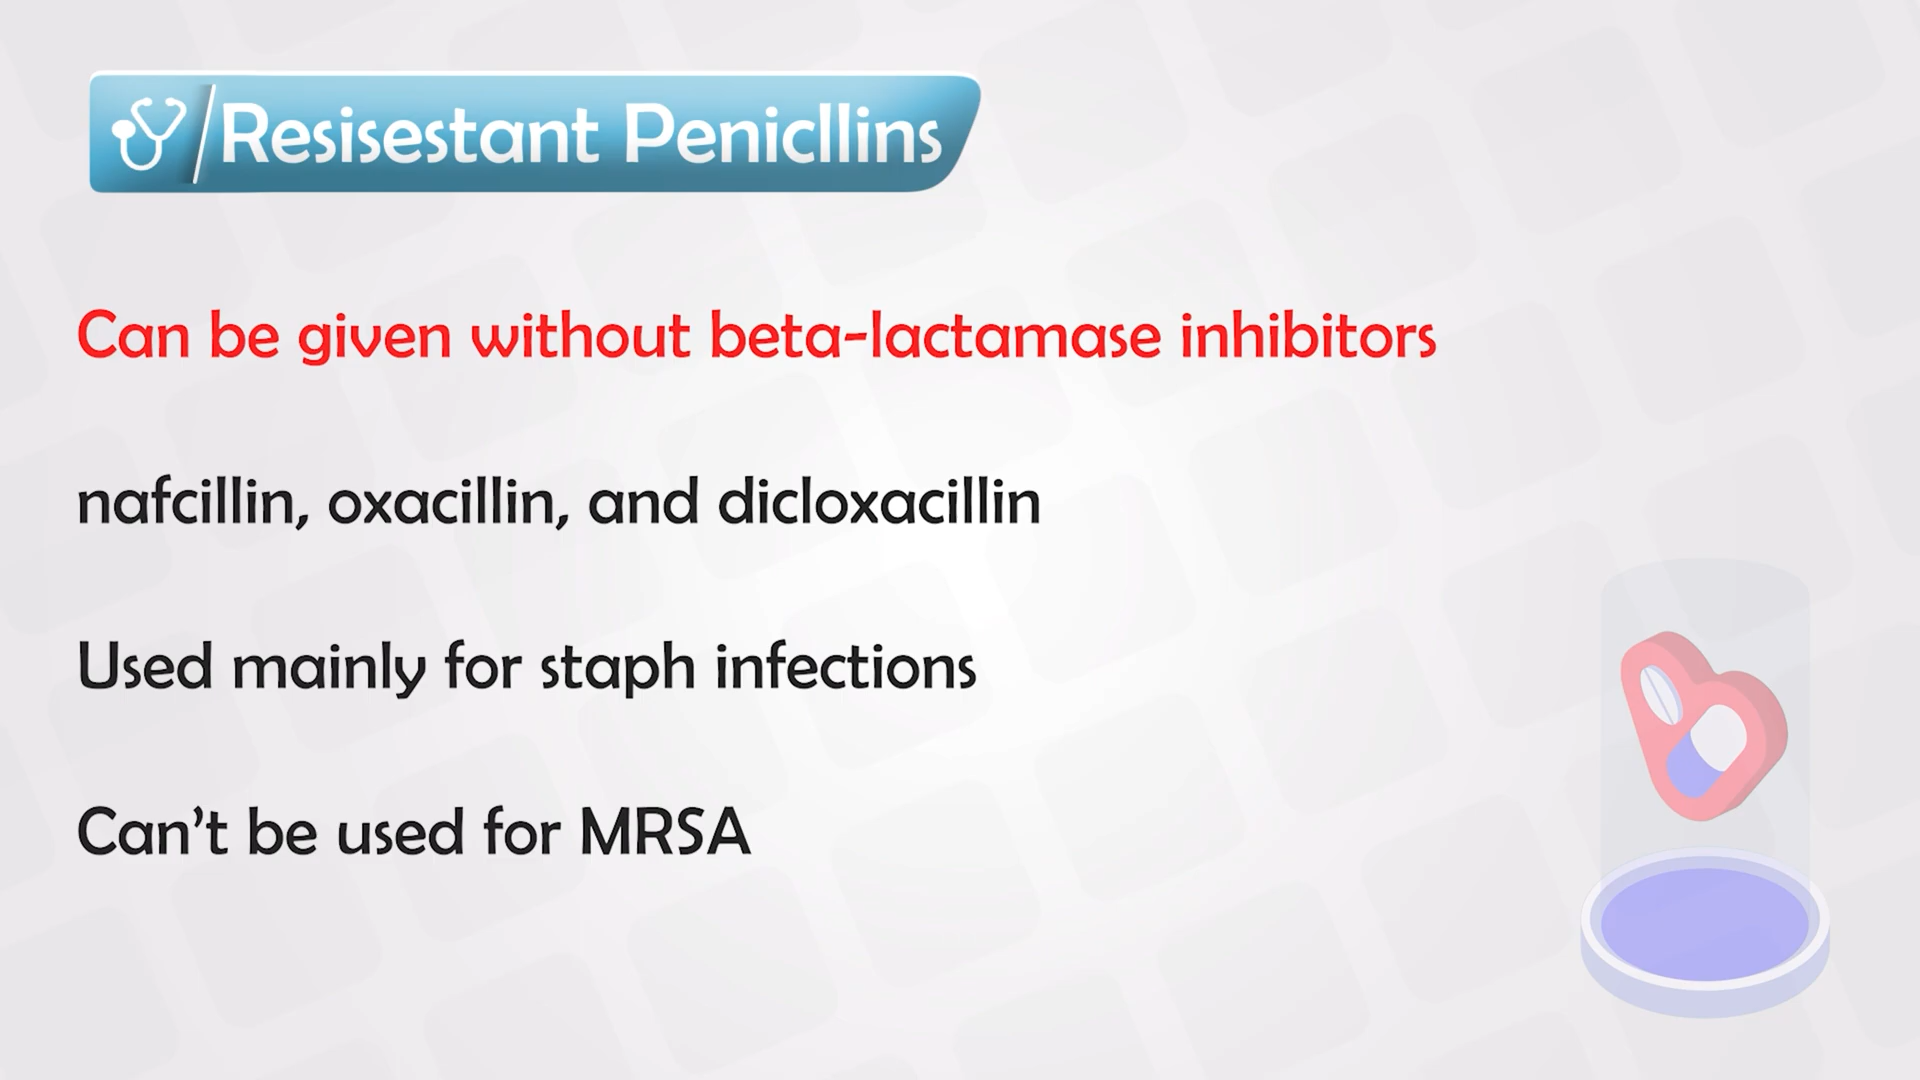 Resisestant Penicllins
Can be given without beta-lactamase inhibitors
nafcillin, oxacillin, and dicloxacillin
Used mainly for staph infections
Can’t be used for MRSA